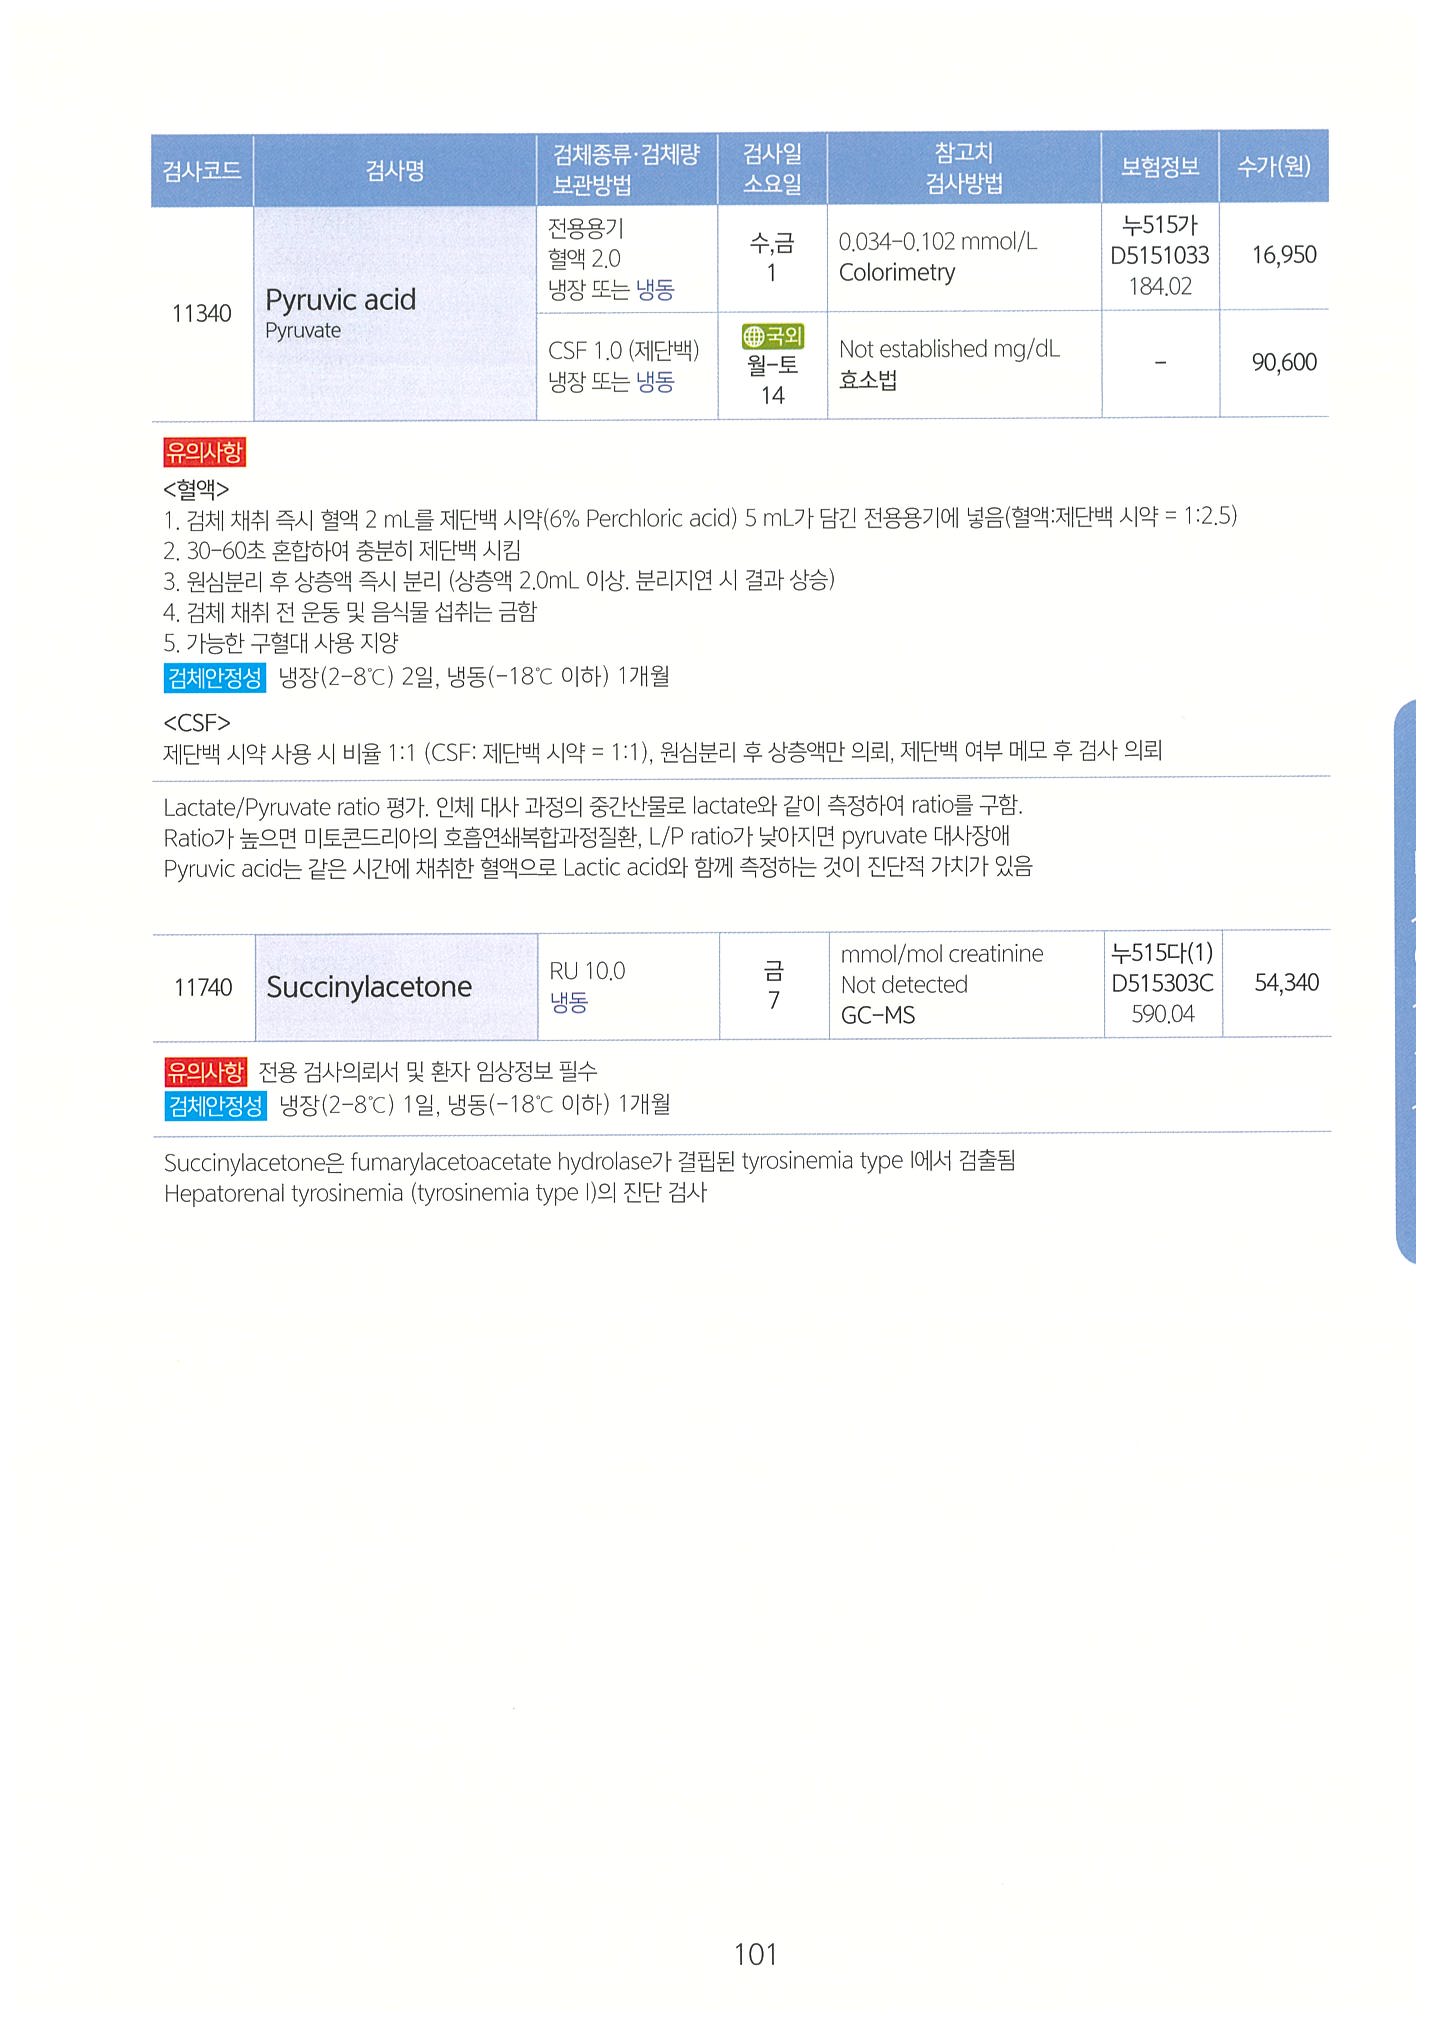 검사코드 검사명 검체종류·검체량 보관방법 검사일 소요일 참고치 검사방법 보험정보 수가(원)
11340
Pyruvic acid
Pyruvate
전용용기
혈액 2.0
냉장 또는 냉동
수,금
1
0.034-0.102 mmol/L
Colorimetry
누515가
D5151033
184.02
16,950
CSF 1.0 (제단백)
냉장 또는 냉동
국외
월-토
14
Not established mg/dL
효소법
-
90,600
유의사항
<혈액>
1. 검체 채취 즉시 혈액 2 mL를 제단백 시약(6% Perchloric acid) 5 mL가 담긴 전용용기에 넣음(혈액:제단백 시약 = 1:2.5)
2. 30-60초 혼합하여 충분히 제단백 시킴
3. 원심분리 후 상층액 즉시 분리 (상층액 2.0mL 이상. 분리지연 시 결과 상승)
4. 검체 채취 전 운동 및 음식물 섭취는 금함
5. 가능한 구혈대 사용 지양
검체안정성 냉장(2-8℃) 2일, 냉동(-18℃ 이하) 1개월
<CSF>
제단백 시약 사용 시 비율 1:1 (CSF: 제단백 시약 = 1:1), 원심분리 후 상층액만 의뢰, 제단백 여부 메모 후 검사 의뢰
Lactate/Pyruvate ratio 평가. 인체 대사 과정의 중간산물로 lactate와 같이 측정하여 ratio를 구함.
Ratio가 높으면 미토콘드리아의 호흡연쇄복합과정질환, L/P ratio가 낮아지면 pyruvate 대사장애
Pyruvic acid는 같은 시간에 채취한 혈액으로 Lactic acid와 함께 측정하는 것이 진단적 가치가 있음
11740
Succinylacetone
RU 10.0
냉동
금
7
mmol/mol creatinine
Not detected
GC-MS
누515다(1)
D515303C
590.04
54,340
유의사항 전용 검사의뢰서 및 환자 임상정보 필수
검체안정성 냉장(2-8℃) 1일, 냉동(-18℃ 이하) 1개월
Succinylacetone은 fumarylacetoacetate hydrolase가 결핍된 tyrosinemia type I에서 검출됨
Hepatorenal tyrosinemia (tyrosinemia type I)의 진단 검사
101